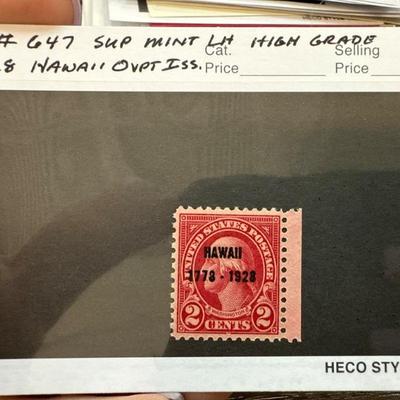 # 647 SUP MINT LH HIGH GRADE
Cat. Selling
28 HAWAII OVPT ISS. Price Price
UNITED STATES POSTAGE
HAWAII
1778 - 1928
WASHINGTON
2 CENTS 2
HECO STY